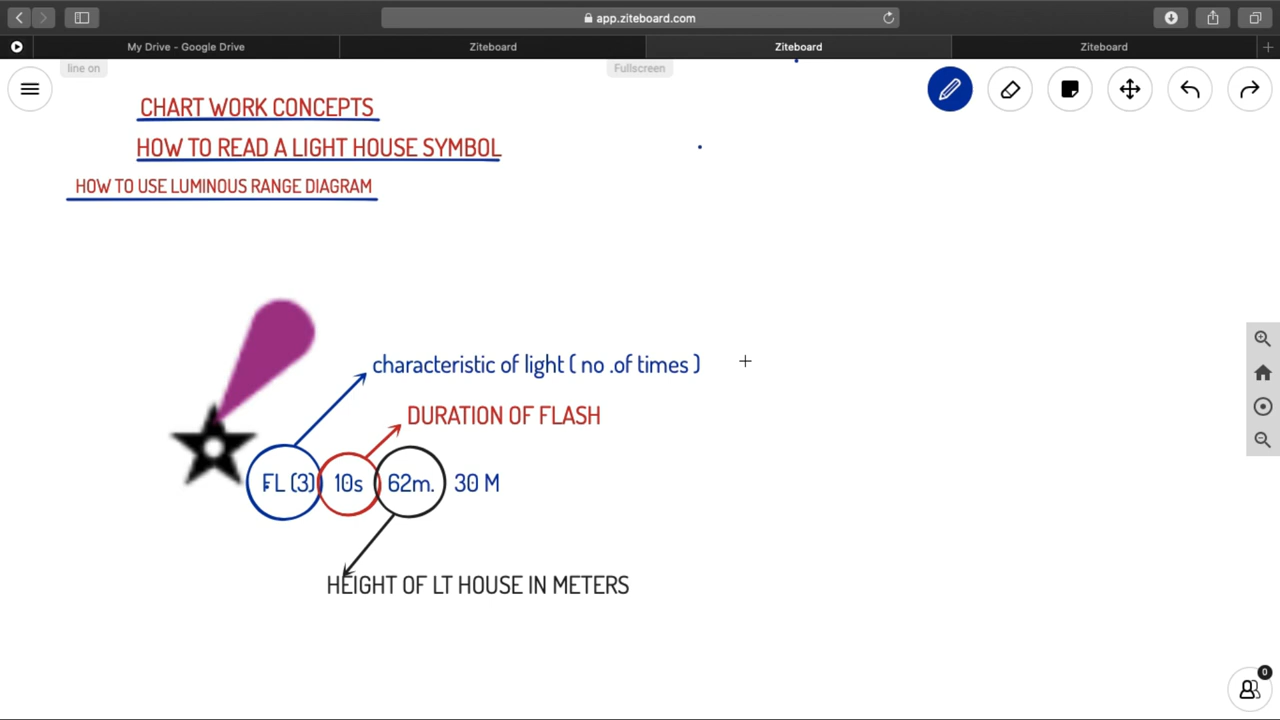 app.ziteboard.com
My Drive - Google Drive
Ziteboard
Ziteboard
Ziteboard
line on
Fullscreen
CHART WORK CONCEPTS
HOW TO READ A LIGHT HOUSE SYMBOL
HOW TO USE LUMINOUS RANGE DIAGRAM
characteristic of light ( no .of times )
DURATION OF FLASH
FL (3) 10s 62m. 30 M
HEIGHT OF LT HOUSE IN METERS
0